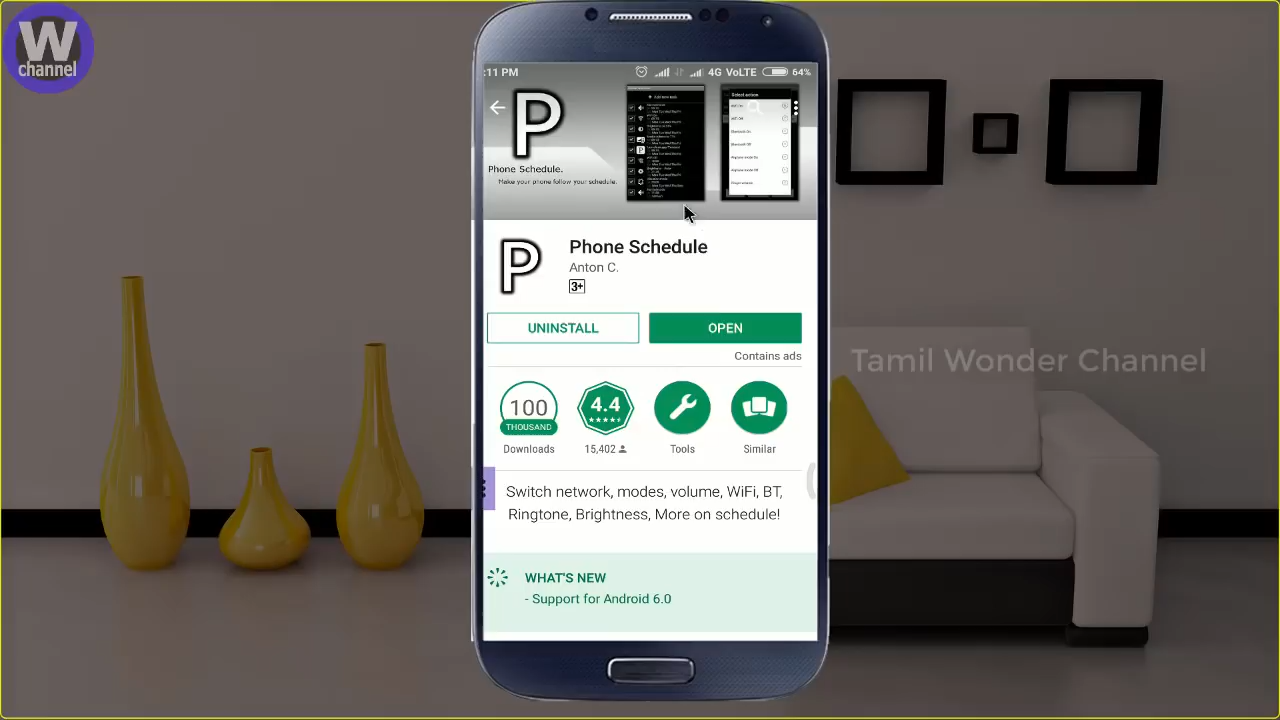 W
channel
:11 PM
4G VoLTE
64%
P
Phone Schedule.
Make your phone follow your schedule.
Select action
P
Phone Schedule
Anton C.
3+
UNINSTALL
OPEN
Contains ads
100
THOUSAND
Downloads
4.4
15,402
Tools
Similar
Switch network, modes, volume, WiFi, BT,
Ringtone, Brightness, More on schedule!
WHAT'S NEW
- Support for Android 6.0
Tamil Wonder Channel